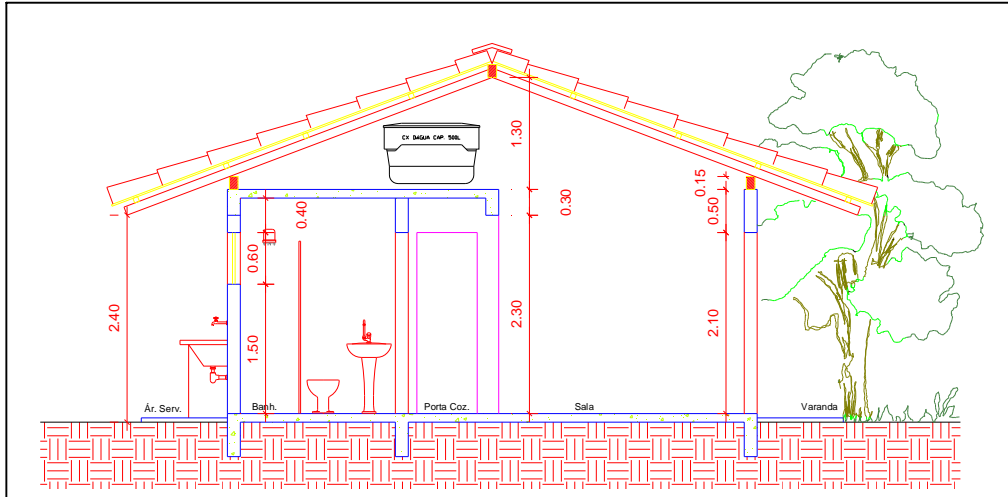 CX DAGUA CAP. 500L
1.30
0.15
0.30
0.50
0.40
0.60
2.40
1.50
2.30
2.10
Ár. Serv.
Banh.
Porta Coz.
Sala
Varanda